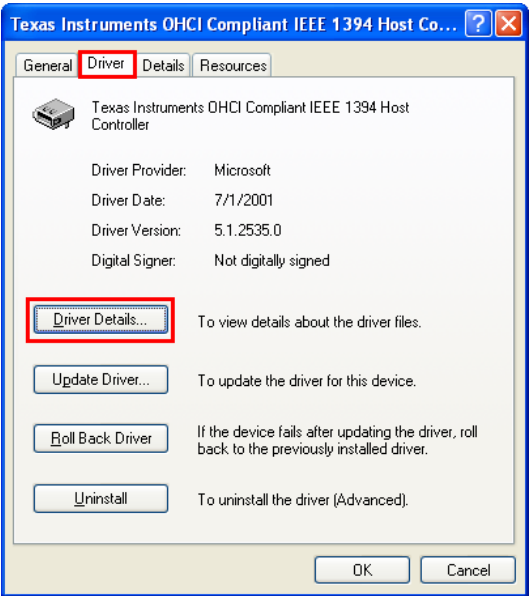 Texas Instruments OHCI Compliant IEEE 1394 Host Co...
General Driver Details Resources
Texas Instruments OHCI Compliant IEEE 1394 Host
Controller
Driver Provider: Microsoft
Driver Date: 7/1/2001
Driver Version: 5.1.2535.0
Digital Signer: Not digitally signed
Driver Details... To view details about the driver files.
Update Driver... To update the driver for this device.
Roll Back Driver If the device fails after updating the driver, roll
back to the previously installed driver.
Uninstall To uninstall the driver (Advanced).
OK Cancel